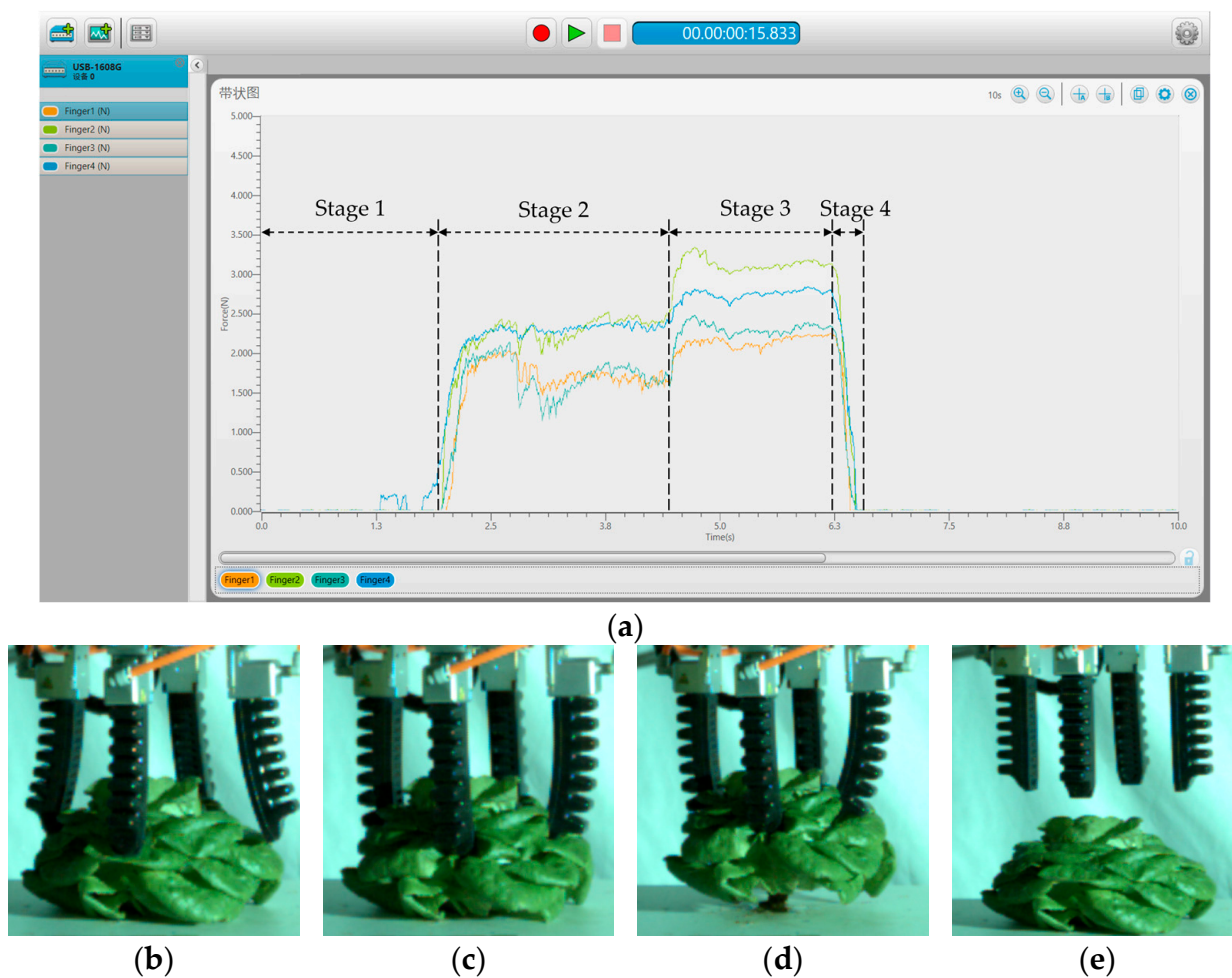 00.00:00:15.833
USB-1608G
设备 0
Finger1 (N)
Finger2 (N)
Finger3 (N)
Finger4 (N)
带状图
10s
5.000
4.500
4.000
3.500
3.000
2.500
2.000
1.500
1.000
0.500
0.000
Force(N)
Stage 1
Stage 2
Stage 3
Stage 4
0.0 1.3 2.5 3.8 5.0 6.3 7.5 8.8 10.0
Time(s)
Finger1 Finger2 Finger3 Finger4
(a)
(b) (c) (d) (e)